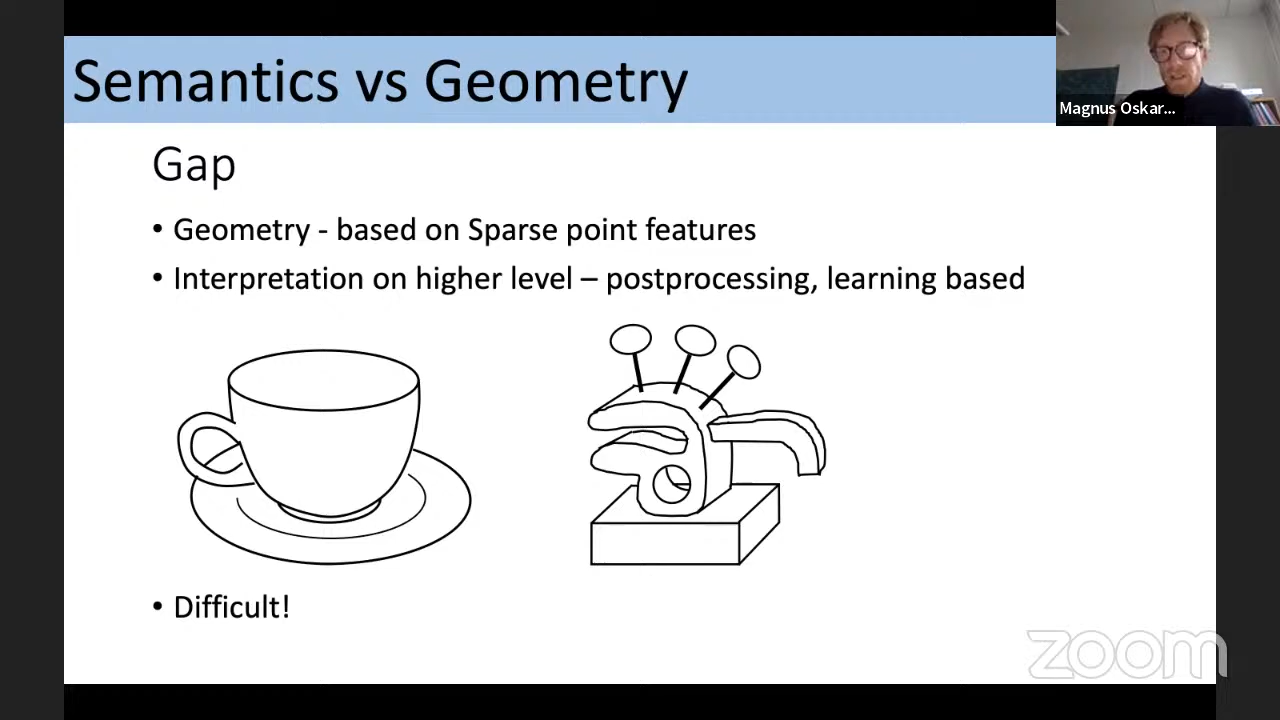 Semantics vs Geometry
Magnus Oskar...
Gap
• Geometry - based on Sparse point features
• Interpretation on higher level – postprocessing, learning based
• Difficult!
zoom